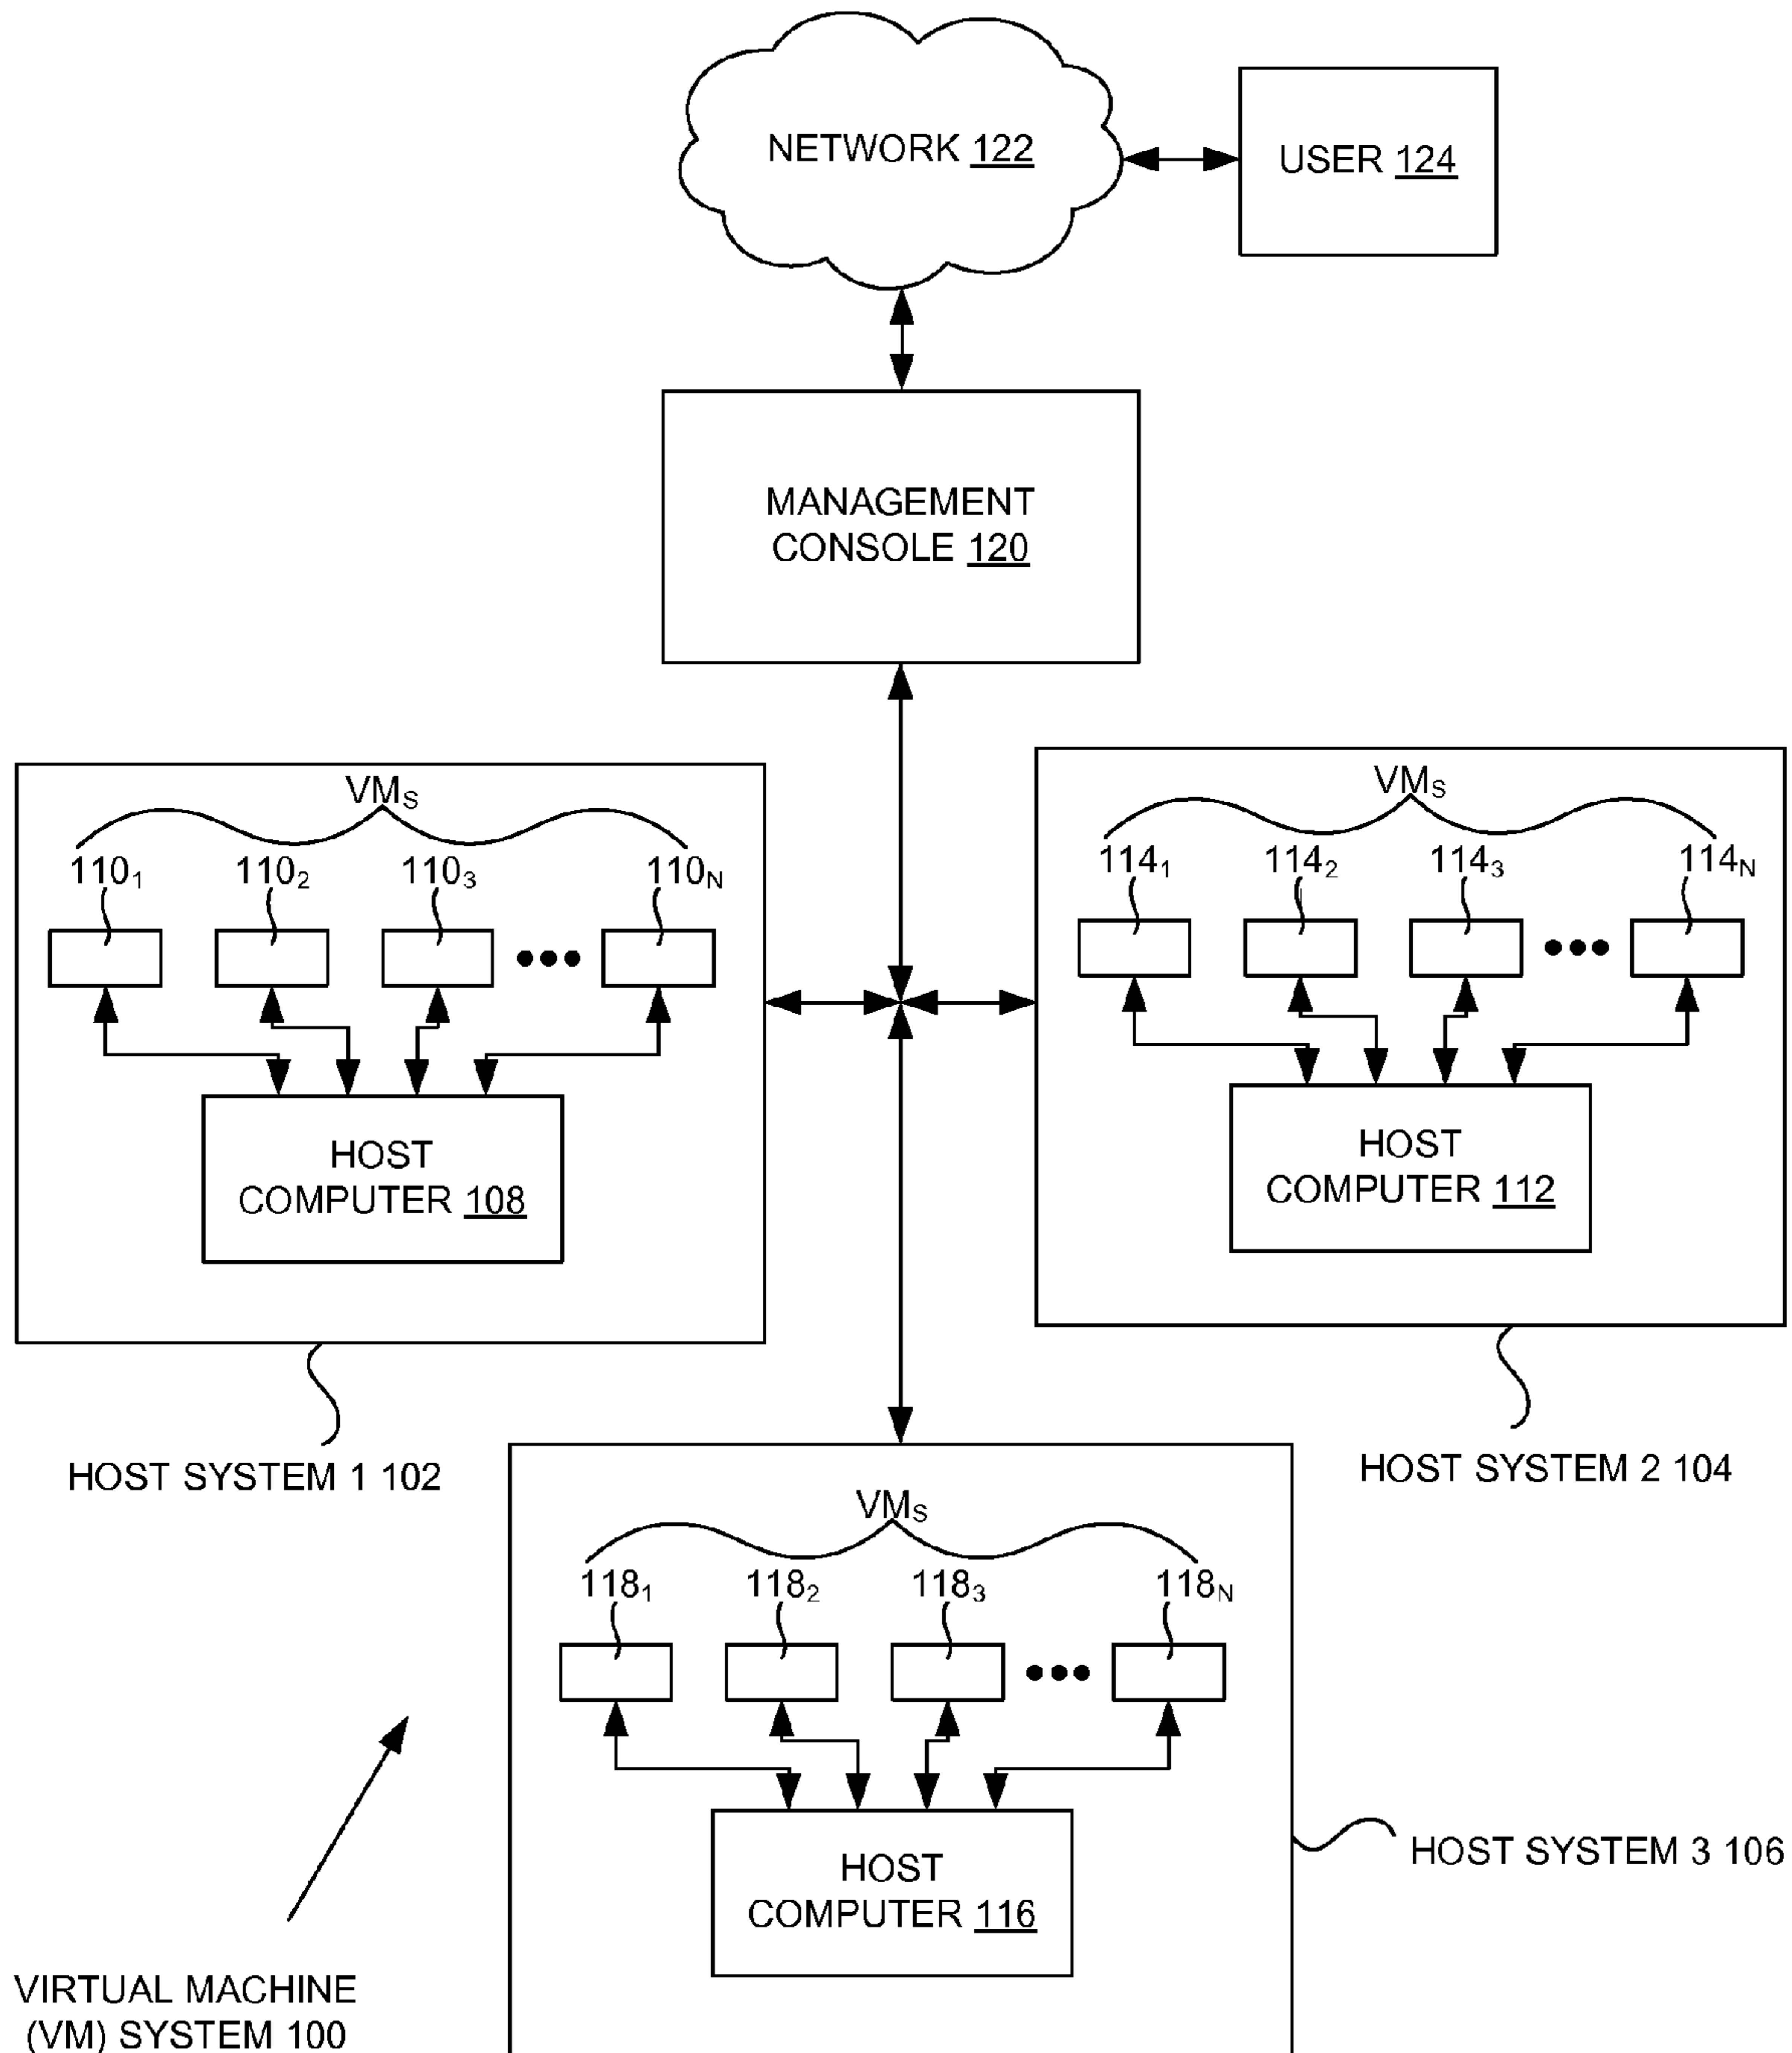 NETWORK 122
USER 124
MANAGEMENT
CONSOLE 120
VMS
110₁ 110₂ 110₃ 110N
HOST
COMPUTER 108
HOST SYSTEM 1 102
VMS
114₁ 114₂ 114₃ 114N
HOST
COMPUTER 112
HOST SYSTEM 2 104
VMS
118₁ 118₂ 118₃ 118N
HOST
COMPUTER 116
HOST SYSTEM 3 106
VIRTUAL MACHINE
(VM) SYSTEM 100